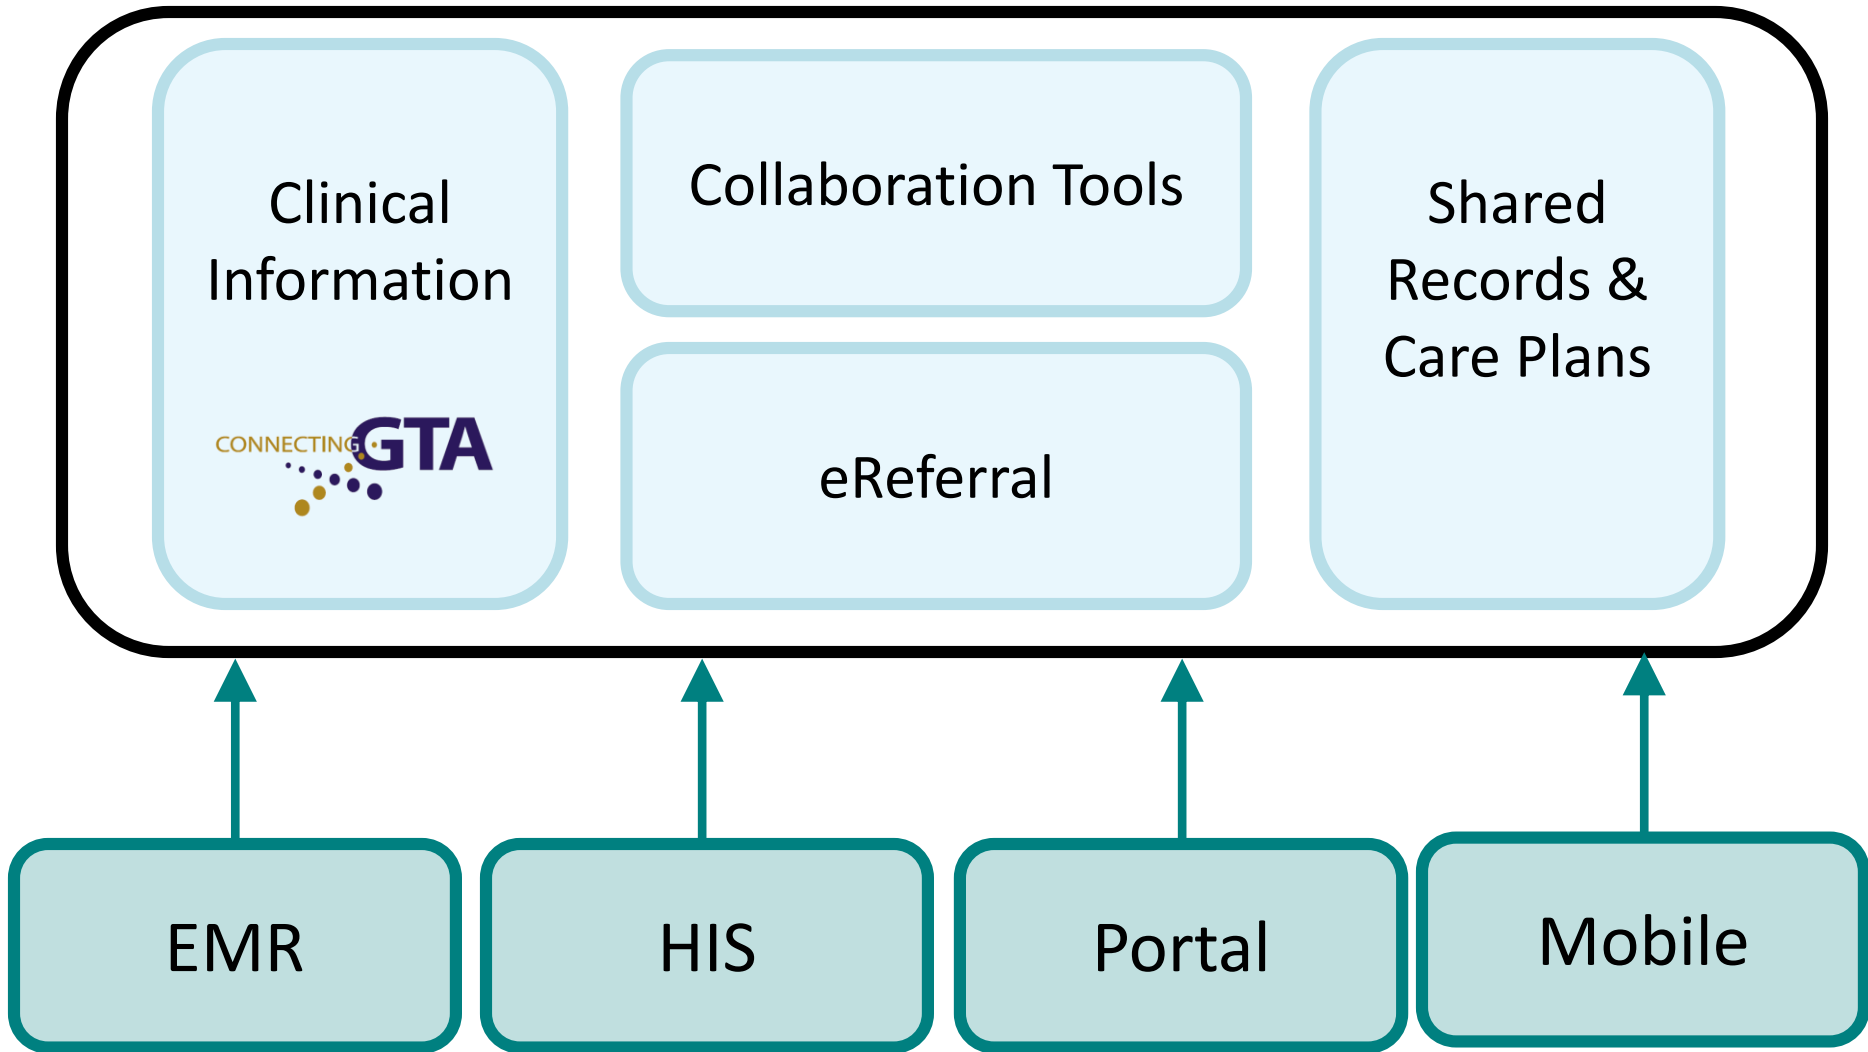 Clinical
Information
CONNECTING GTA
Collaboration Tools
eReferral
Shared
Records &
Care Plans
EMR
HIS
Portal
Mobile